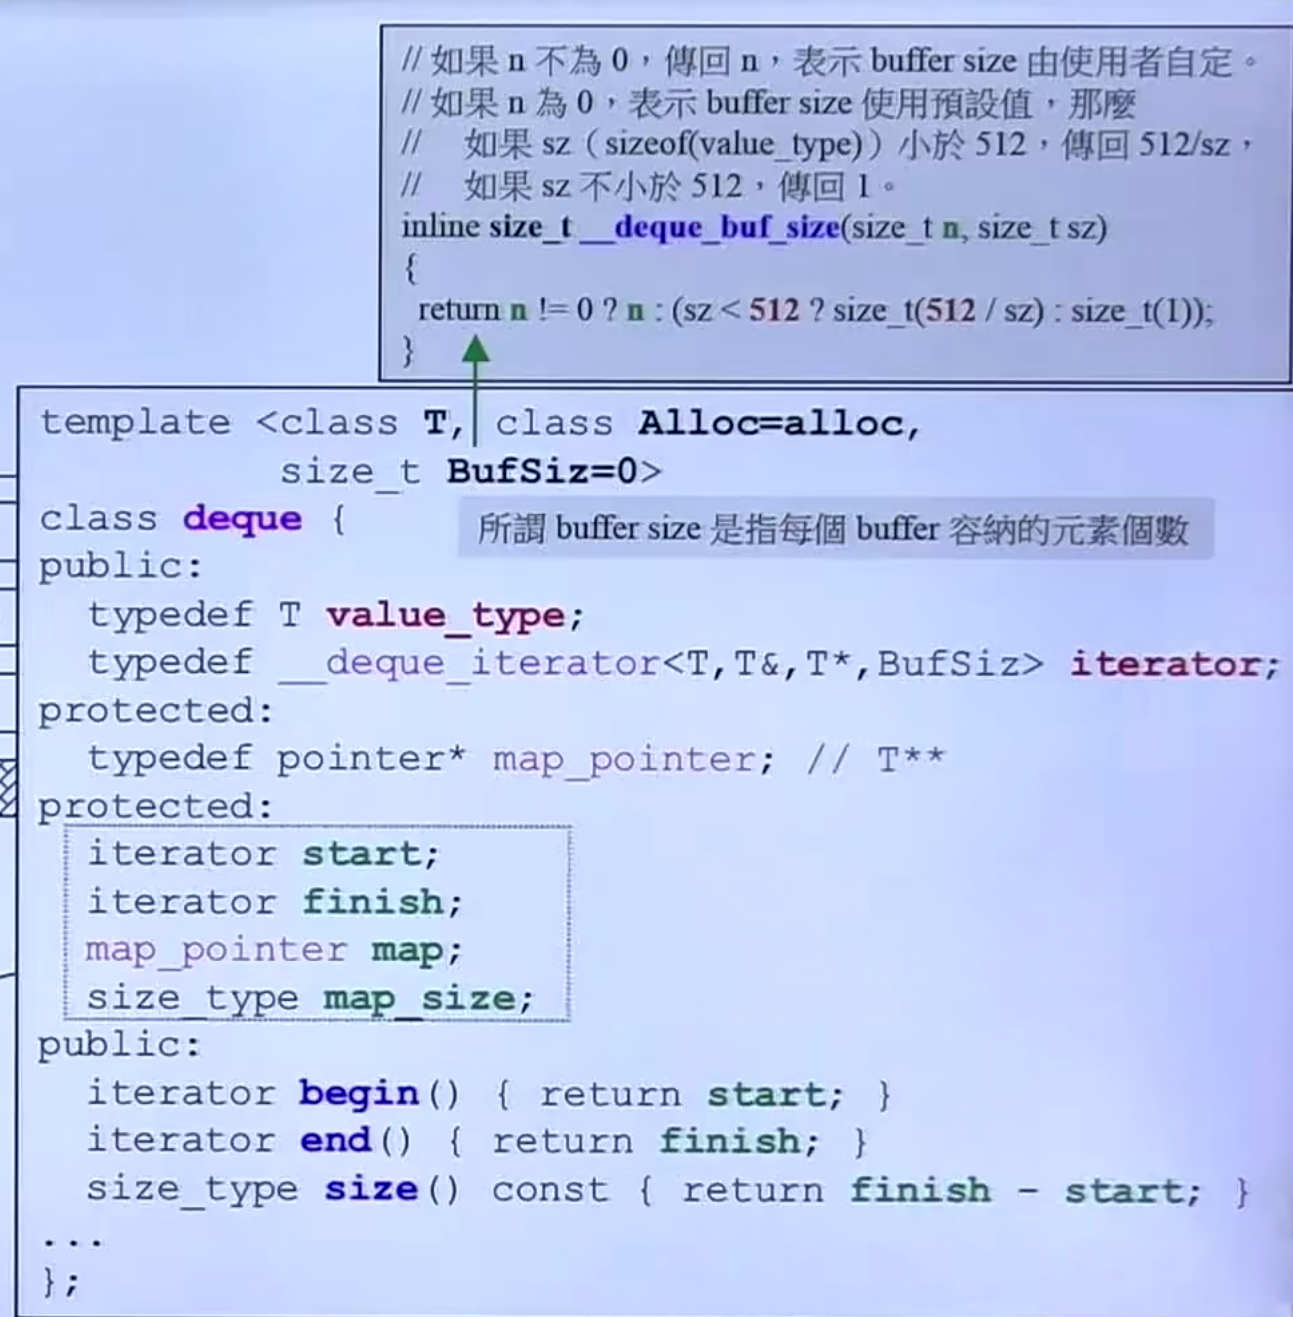 // 如果 n 不為 0，傳回 n，表示 buffer size 由使用者自定。
// 如果 n 為 0，表示 buffer size 使用預設值，那麼
//    如果 sz（sizeof(value_type)）小於 512，傳回 512/sz，
//    如果 sz 不小於 512，傳回 1。
inline size_t __deque_buf_size(size_t n, size_t sz)
{
  return n != 0 ? n : (sz < 512 ? size_t(512 / sz) : size_t(1));
}
template <class T, class Alloc=alloc,
          size_t BufSiz=0>
class deque {
所謂 buffer size 是指每個 buffer 容納的元素個數
public:
  typedef T value_type;
  typedef __deque_iterator<T,T&,T*,BufSiz> iterator;
protected:
  typedef pointer* map_pointer; // T**
protected:
  iterator start;
  iterator finish;
  map_pointer map;
  size_type map_size;
public:
  iterator begin() { return start; }
  iterator end() { return finish; }
  size_type size() const { return finish - start; }
...
};